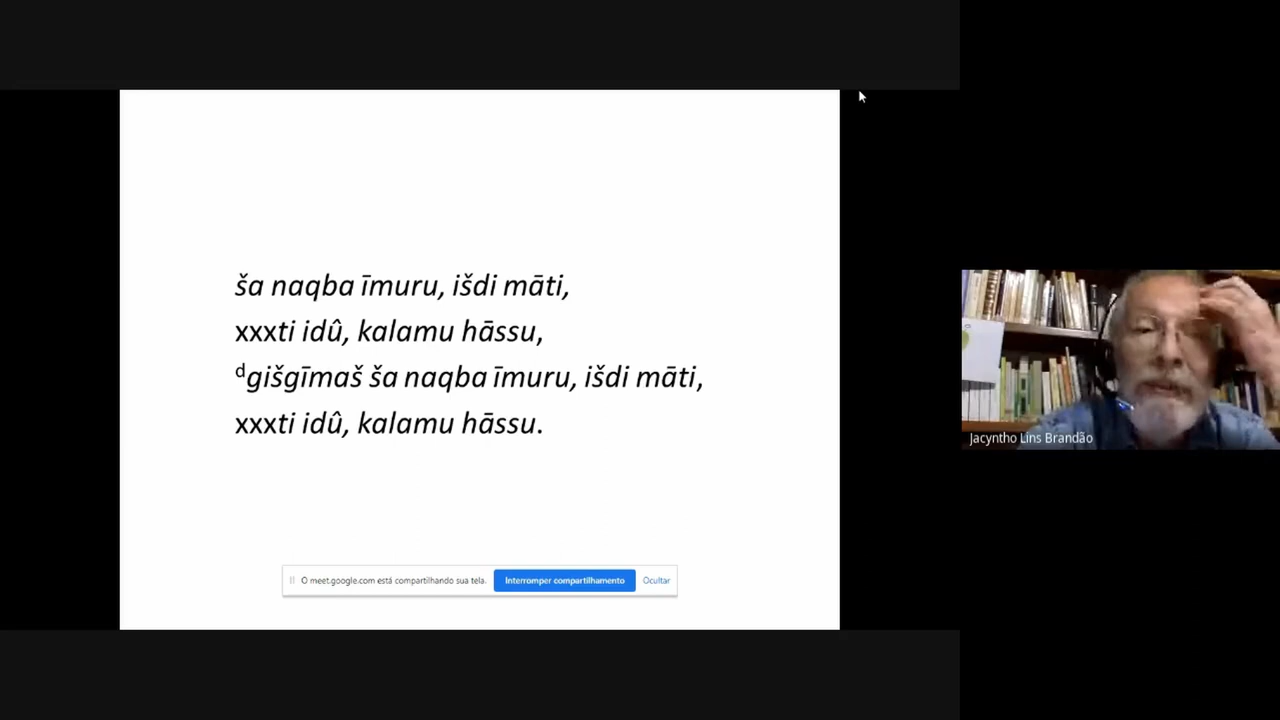 ša naqba īmuru, išdi māti,
xxxti idû, kalamu hāssu,
ᵈgišgīmaš ša naqba īmuru, išdi māti,
xxxti idû, kalamu hāssu.
O meet.google.com está compartilhando sua tela. Interromper compartilhamento Ocultar
Jacyntho Lins Brandão